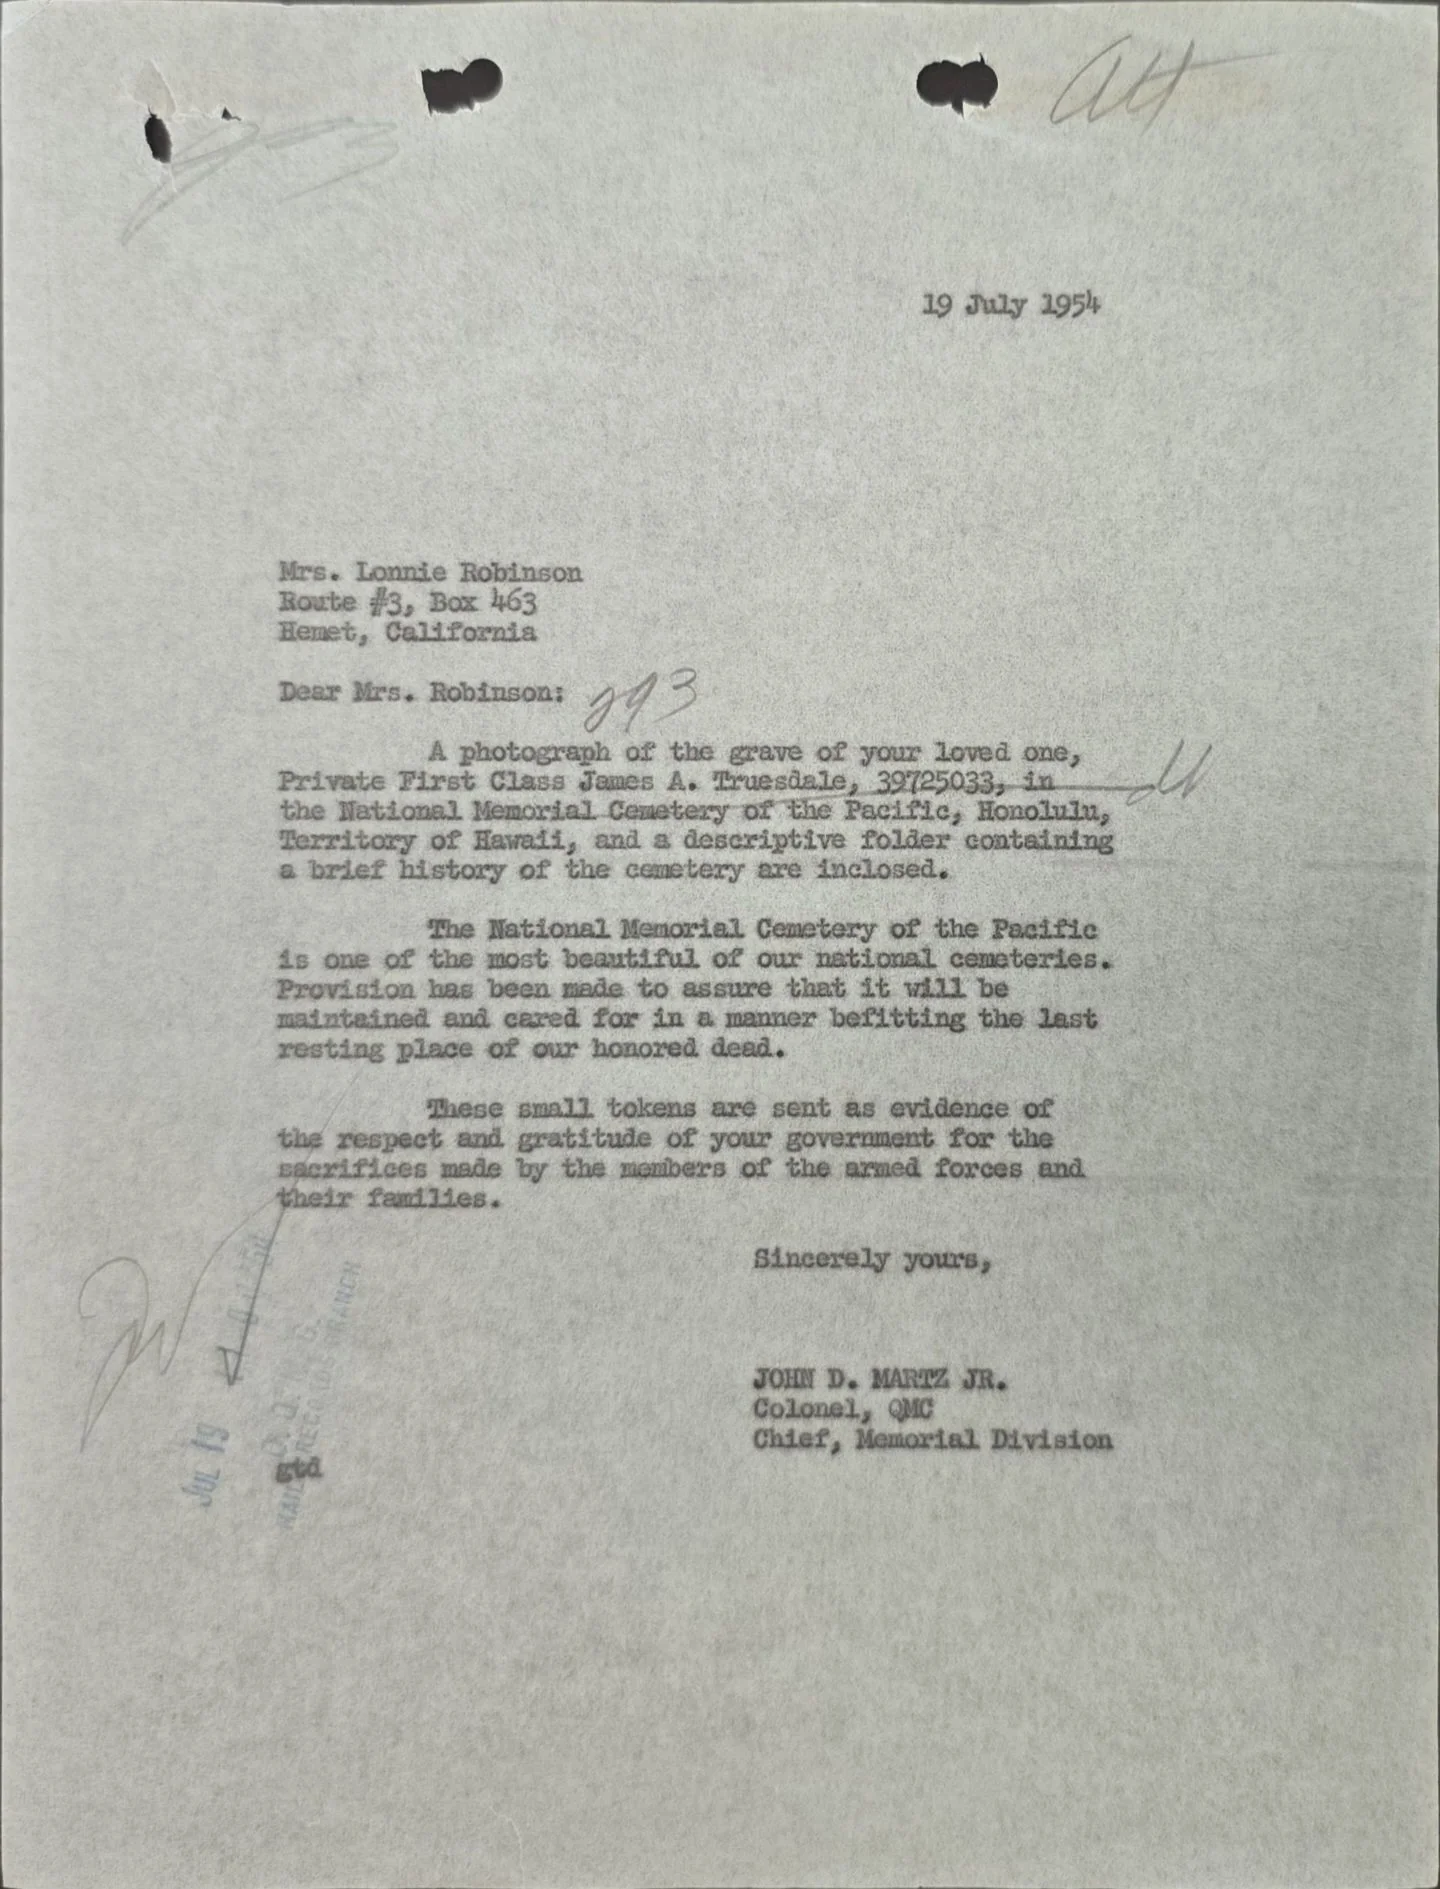 att
19 July 1954
Mrs. Lonnie Robinson
Route #3, Box 463
Hemet, California
Dear Mrs. Robinson:
A photograph of the grave of your loved one,
Private First Class James A. Truesdale, 39725033, in
the National Memorial Cemetery of the Pacific, Honolulu,
Territory of Hawaii, and a descriptive folder containing
a brief history of the cemetery are inclosed.
The National Memorial Cemetery of the Pacific
is one of the most beautiful of our national cemeteries.
Provision has been made to assure that it will be
maintained and cared for in a manner befitting the last
resting place of our honored dead.
These small tokens are sent as evidence of
the respect and gratitude of your government for the
sacrifices made by the members of the armed forces and
their families.
Sincerely yours,
JOHN D. MARTZ JR.
Colonel, QMC
Chief, Memorial Division
gtd
JUL 19
MAIL RECORDS BRANCH